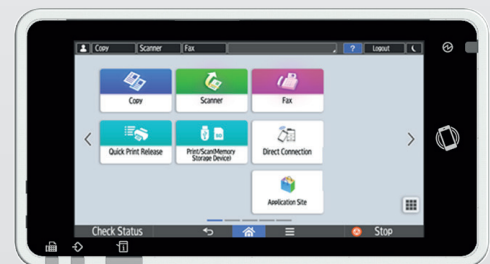 Copy
Scanner
Fax
?
Logout
Copy
Scanner
Fax
Quick Print Release
Print/Scan(Memory
Storage Device)
Direct Connection
Application Site
Check Status
Stop